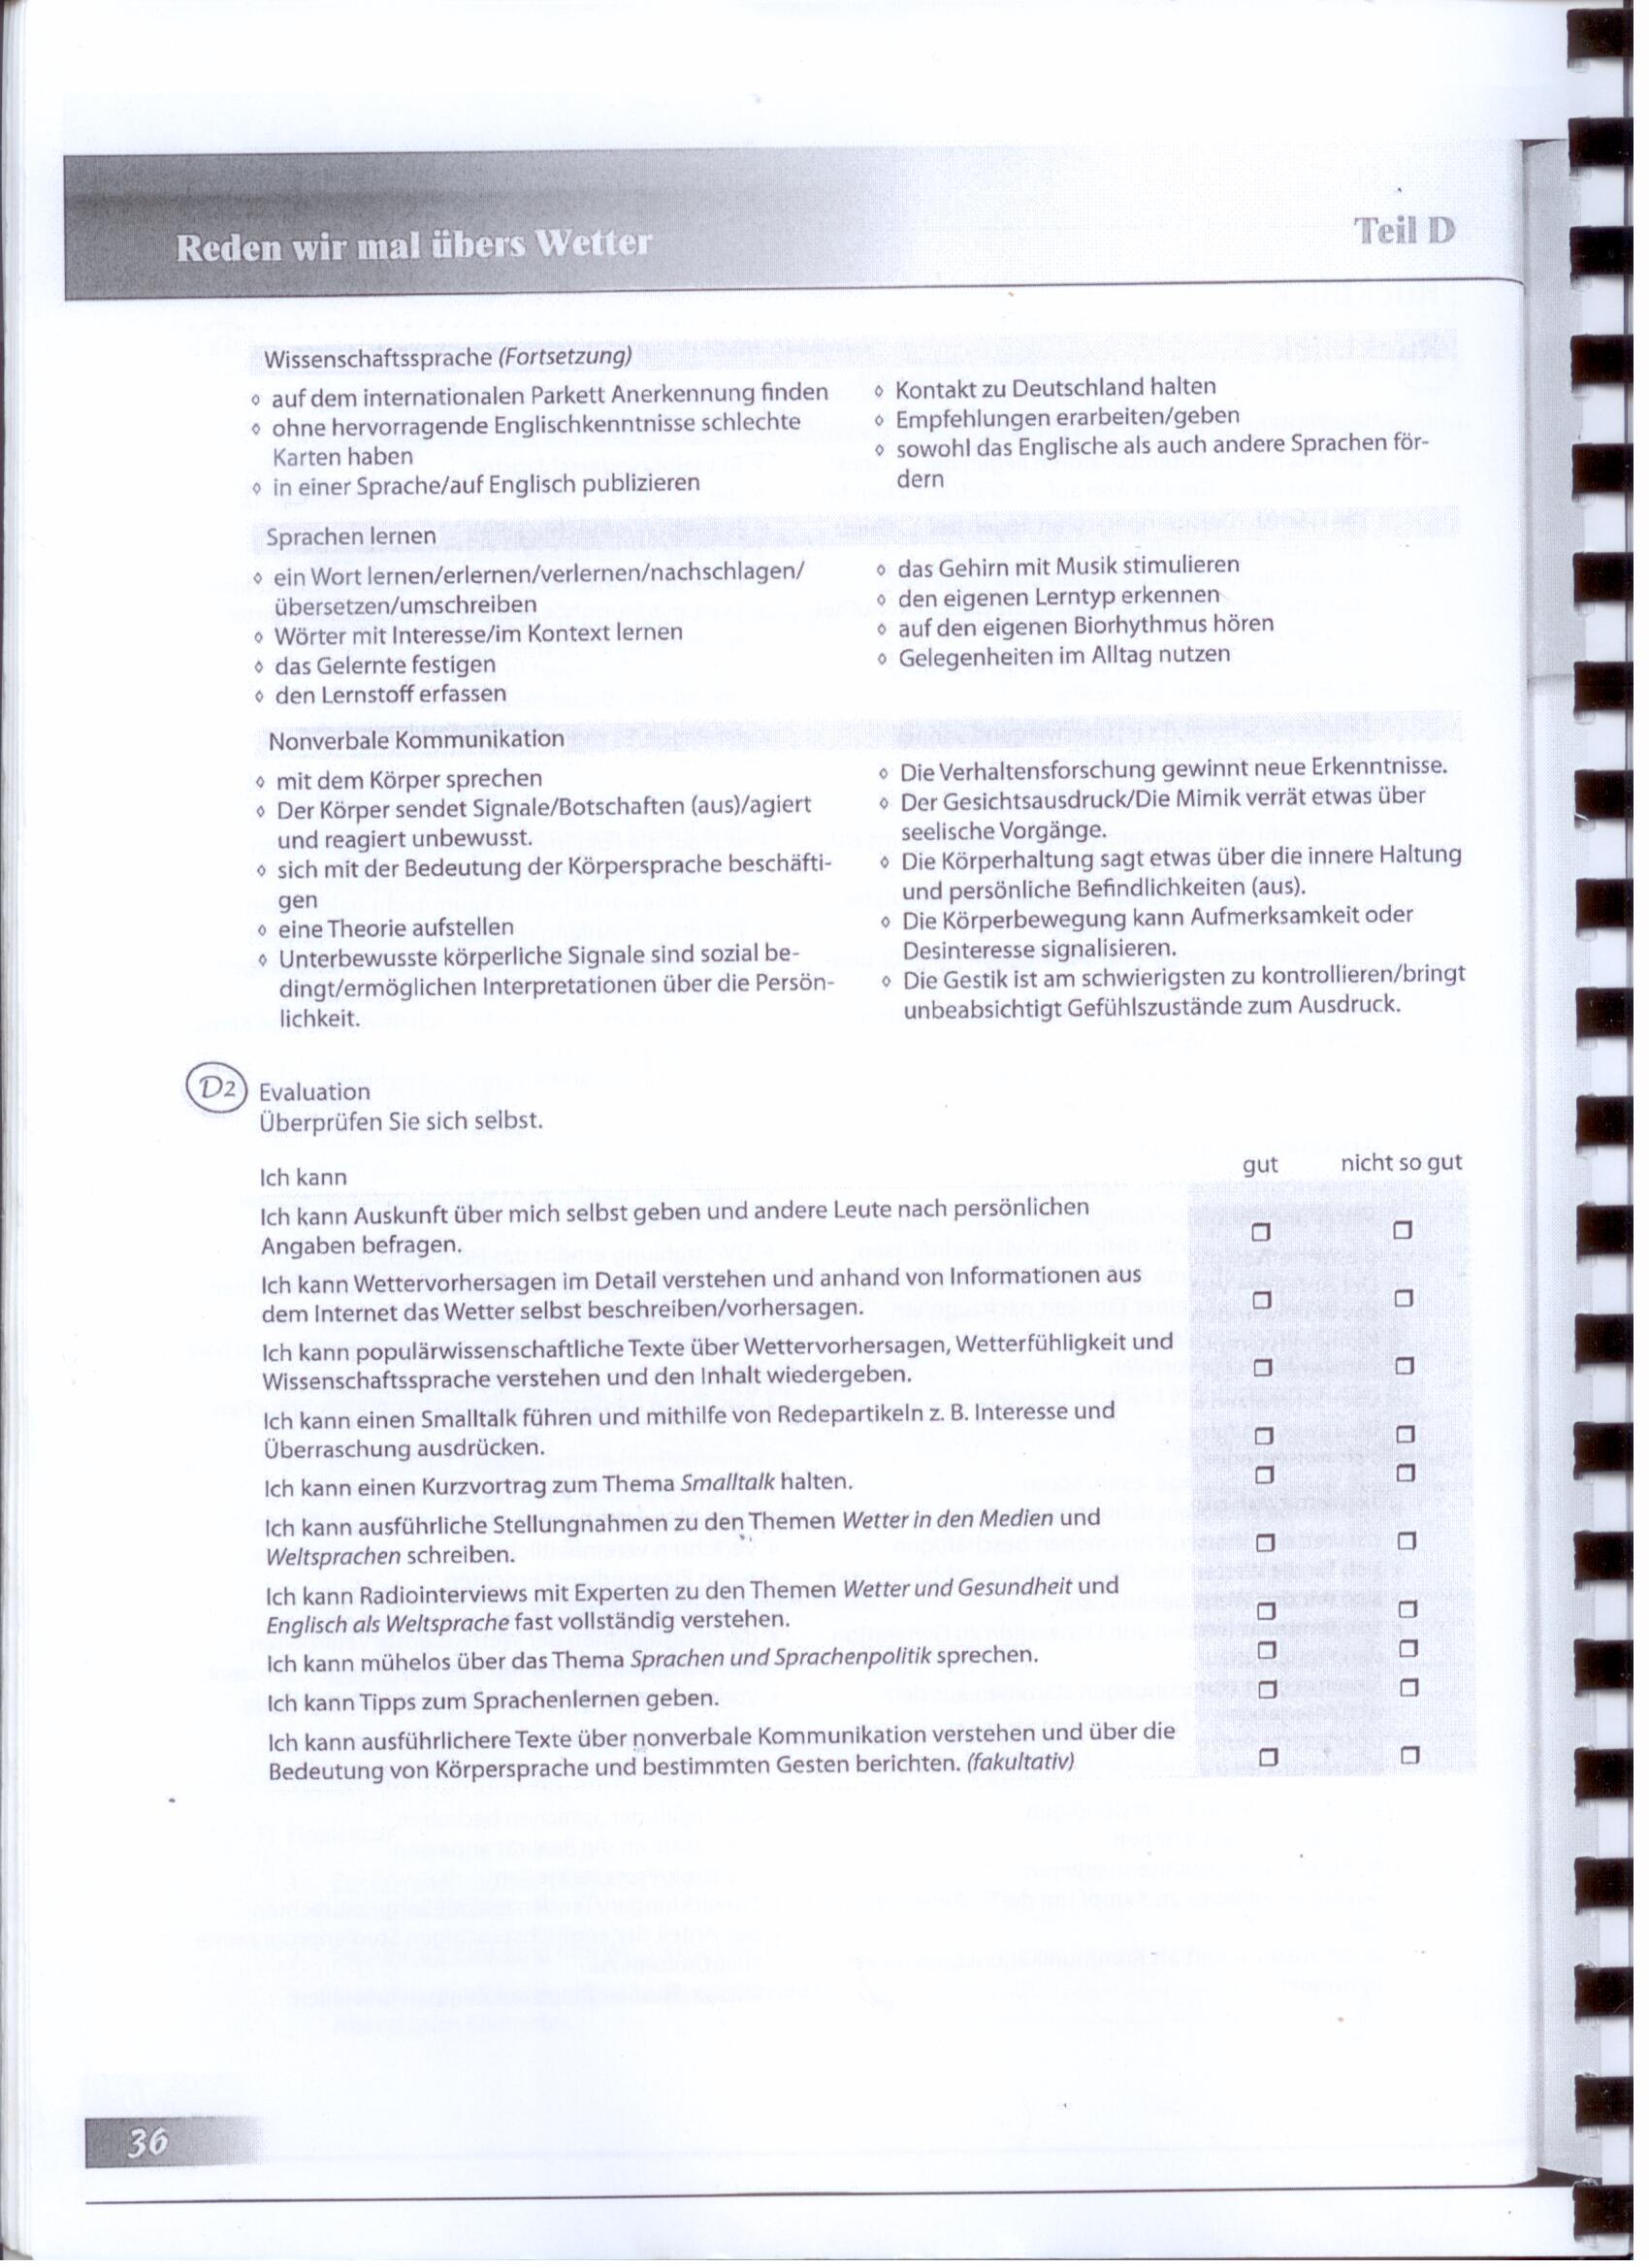 Reden wir mal übers Wetter
Teil D
Wissenschaftssprache (Fortsetzung)
◊ auf dem internationalen Parkett Anerkennung finden
◊ ohne hervorragende Englischkenntnisse schlechte
Karten haben
◊ in einer Sprache/auf Englisch publizieren
◊ Kontakt zu Deutschland halten
◊ Empfehlungen erarbeiten/geben
◊ sowohl das Englische als auch andere Sprachen för-
dern
Sprachen lernen
◊ ein Wort lernen/erlernen/verlernen/nachschlagen/
übersetzen/umschreiben
◊ Wörter mit Interesse/im Kontext lernen
◊ das Gelernte festigen
◊ den Lernstoff erfassen
◊ das Gehirn mit Musik stimulieren
◊ den eigenen Lerntyp erkennen
◊ auf den eigenen Biorhythmus hören
◊ Gelegenheiten im Alltag nutzen
Nonverbale Kommunikation
◊ mit dem Körper sprechen
◊ Der Körper sendet Signale/Botschaften (aus)/agiert
und reagiert unbewusst.
◊ sich mit der Bedeutung der Körpersprache beschäfti-
gen
◊ eine Theorie aufstellen
◊ Unterbewusste körperliche Signale sind sozial be-
dingt/ermöglichen Interpretationen über die Persön-
lichkeit.
◊ Die Verhaltensforschung gewinnt neue Erkenntnisse.
◊ Der Gesichtsausdruck/Die Mimik verrät etwas über
seelische Vorgänge.
◊ Die Körperhaltung sagt etwas über die innere Haltung
und persönliche Befindlichkeiten (aus).
◊ Die Körperbewegung kann Aufmerksamkeit oder
Desinteresse signalisieren.
◊ Die Gestik ist am schwierigsten zu kontrollieren/bringt
unbeabsichtigt Gefühlszustände zum Ausdruck.
D2 Evaluation
Überprüfen Sie sich selbst.
Ich kann gut nicht so gut
Ich kann Auskunft über mich selbst geben und andere Leute nach persönlichen
Angaben befragen.
Ich kann Wettervorhersagen im Detail verstehen und anhand von Informationen aus
dem Internet das Wetter selbst beschreiben/vorhersagen.
Ich kann populärwissenschaftliche Texte über Wettervorhersagen, Wetterfühligkeit und
Wissenschaftssprache verstehen und den Inhalt wiedergeben.
Ich kann einen Smalltalk führen und mithilfe von Redepartikeln z. B. Interesse und
Überraschung ausdrücken.
Ich kann einen Kurzvortrag zum Thema Smalltalk halten.
Ich kann ausführliche Stellungnahmen zu den Themen Wetter in den Medien und
Weltsprachen schreiben.
Ich kann Radiointerviews mit Experten zu den Themen Wetter und Gesundheit und
Englisch als Weltsprache fast vollständig verstehen.
Ich kann mühelos über das Thema Sprachen und Sprachenpolitik sprechen.
Ich kann Tipps zum Sprachenlernen geben.
Ich kann ausführlichere Texte über nonverbale Kommunikation verstehen und über die
Bedeutung von Körpersprache und bestimmten Gesten berichten. (fakultativ)
36